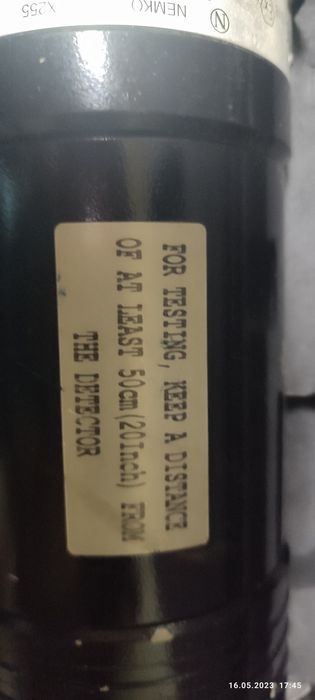 NEMKO
FOR TESTING, KEEP A DISTANCE
OF AT LEAST 50cm(20Inch) FROM
THE DETECTOR
16.05.2023 17:45